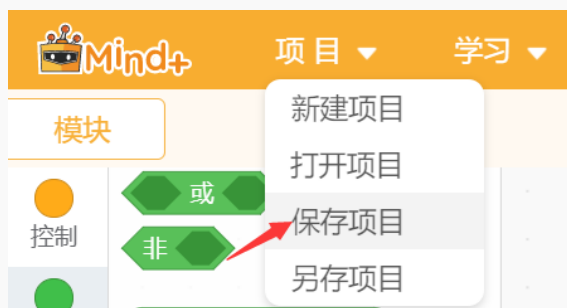 Mind+ 项目 学习
模块
新建项目
打开项目
保存项目
另存项目
控制
或
非